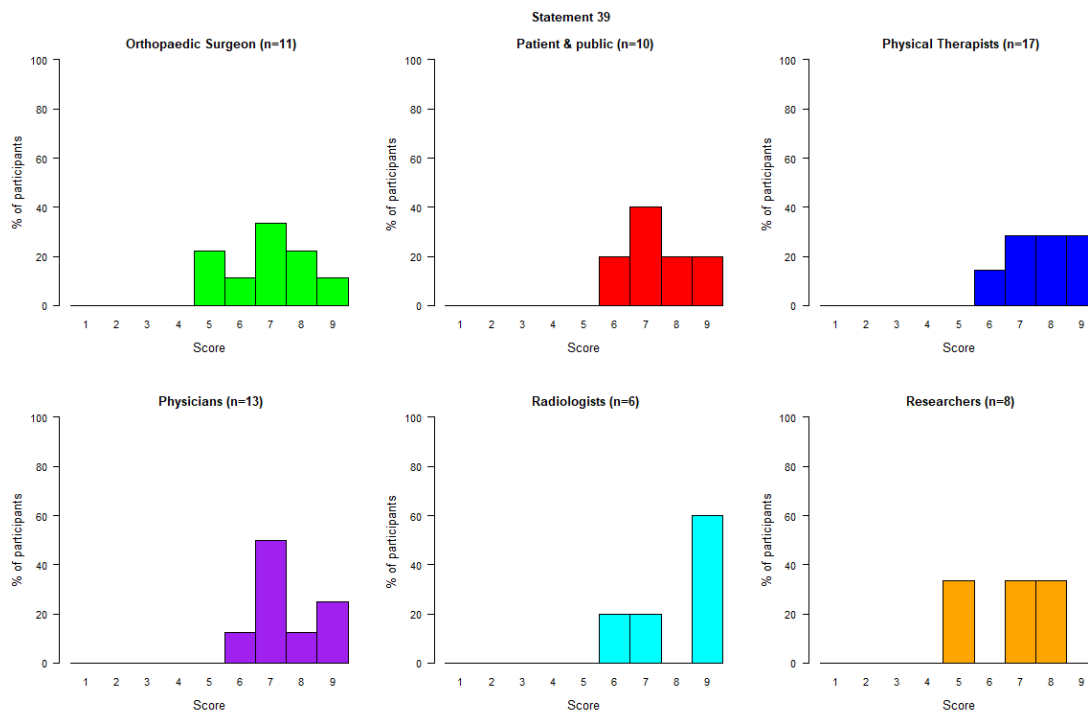 Statement 39
Orthopaedic Surgeon (n=11)
Patient & public (n=10)
Physical Therapists (n=17)
100
80
60
40
20
0
% of participants
1 2 3 4 5 6 7 8 9
Score
100
80
60
40
20
0
% of participants
1 2 3 4 5 6 7 8 9
Score
100
80
60
40
20
0
% of participants
1 2 3 4 5 6 7 8 9
Score
Physicians (n=13)
Radiologists (n=6)
Researchers (n=8)
100
80
60
40
20
0
% of participants
1 2 3 4 5 6 7 8 9
Score
100
80
60
40
20
0
% of participants
1 2 3 4 5 6 7 8 9
Score
100
80
60
40
20
0
% of participants
1 2 3 4 5 6 7 8 9
Score